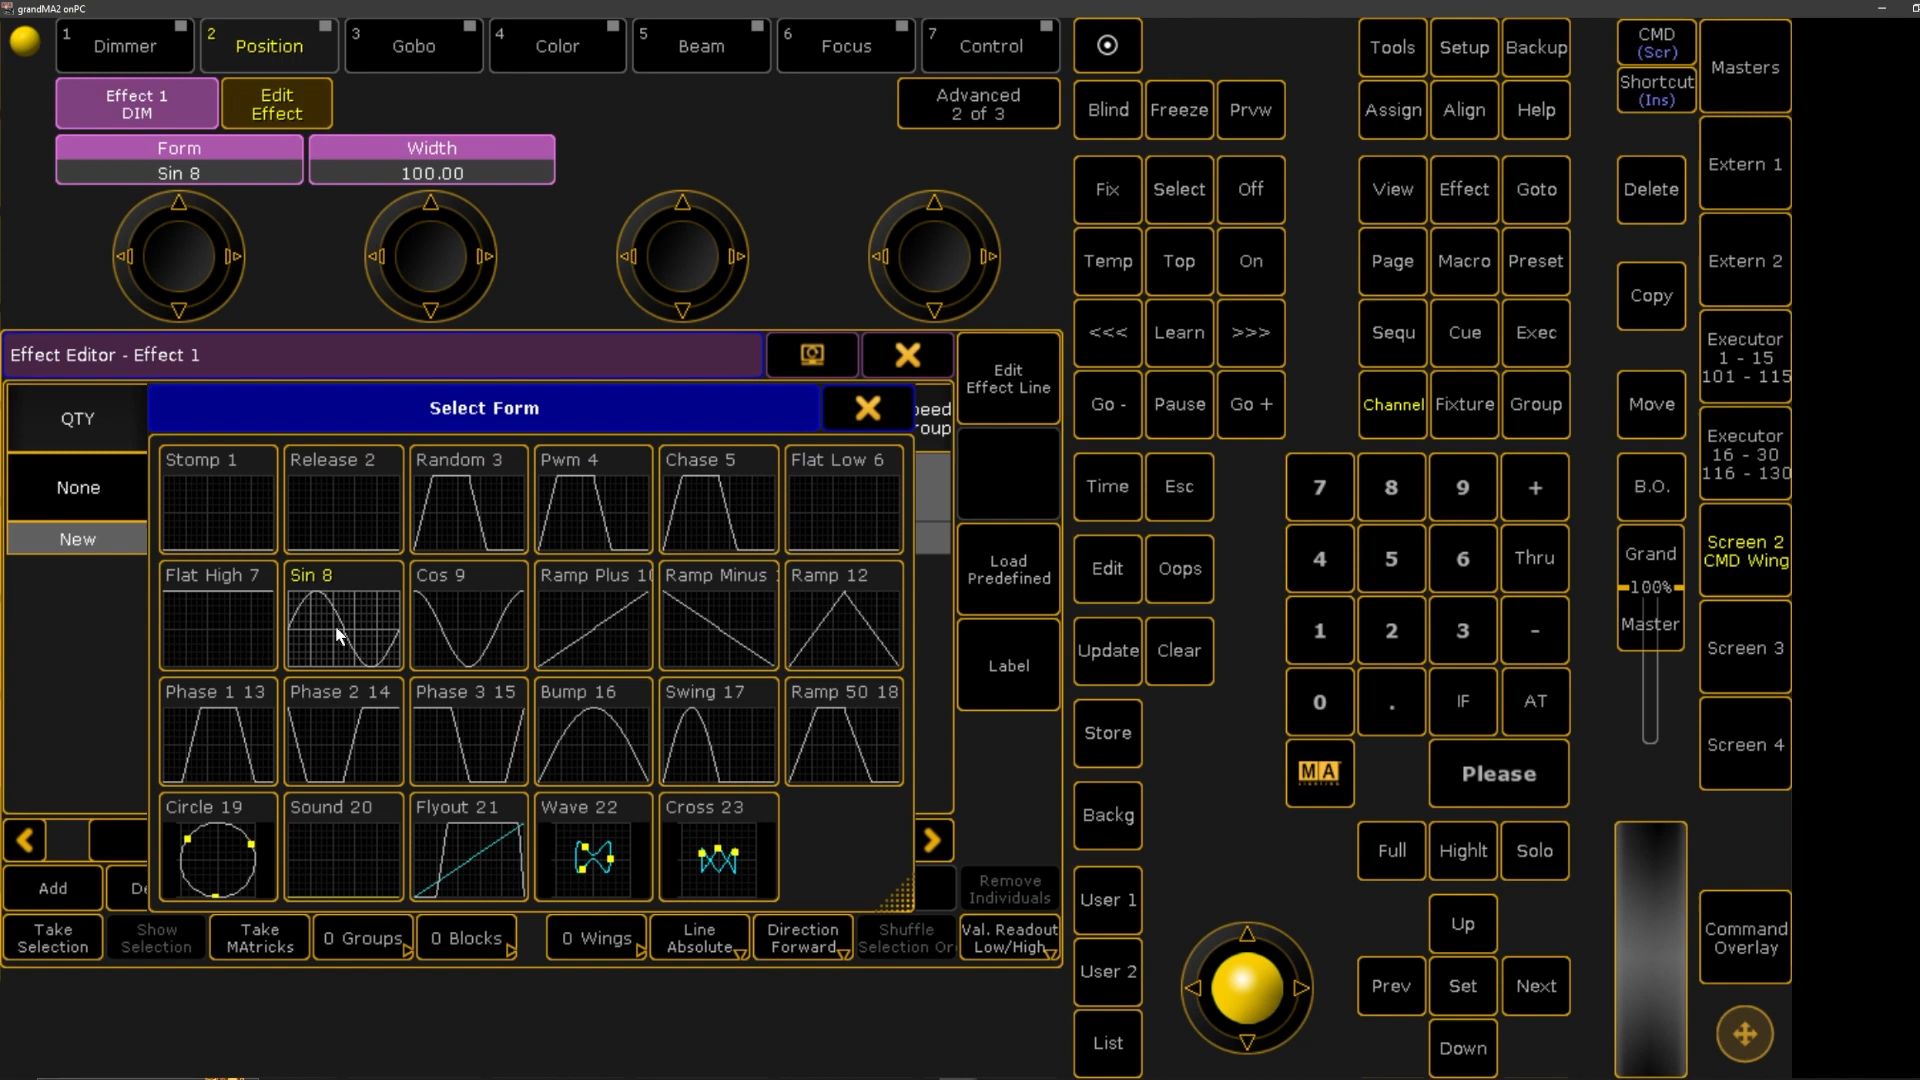 grandMA2 onPC
1 Dimmer
2 Position
3 Gobo
4 Color
5 Beam
6 Focus
7 Control
Effect 1
DIM
Edit
Effect
Advanced
2 of 3
Form
Sin 8
Width
100.00
Effect Editor - Effect 1
Edit
Effect Line
Load
Predefined
Label
QTY
None
New
Select Form
Stomp 1
Release 2
Random 3
Pwm 4
Chase 5
Flat Low 6
Flat High 7
Sin 8
Cos 9
Ramp Plus
Ramp Minus
Ramp 12
Phase 1 13
Phase 2 14
Phase 3 15
Bump 16
Swing 17
Ramp 50 18
Circle 19
Sound 20
Flyout 21
Wave 22
Cross 23
Add
Remove
Individuals
Take
Selection
Show
Selection
Take
MAtricks
0 Groups
0 Blocks
0 Wings
Line
Absolute
Direction
Forward
Shuffle
Selection
Val. Readout
Low/High
Blind
Freeze
Prvw
Fix
Select
Off
Temp
Top
On
<<<
Learn
>>>
Go -
Pause
Go +
Time
Esc
Edit
Oops
Update
Clear
Store
Backg
User 1
User 2
List
Tools
Setup
Backup
Assign
Align
Help
View
Effect
Goto
Page
Macro
Preset
Sequ
Cue
Exec
Channel
Fixture
Group
7
8
9
+
4
5
6
Thru
1
2
3
-
0
.
IF
AT
MA
Please
Full
Highlt
Solo
Up
Prev
Set
Next
Down
CMD
(Scr)
Shortcut
(Ins)
Delete
Copy
Move
B.O.
Grand
100%
Master
Masters
Extern 1
Extern 2
Executor
1 - 15
101 - 115
Executor
16 - 30
116 - 130
Screen 2
CMD Wing
Screen 3
Screen 4
Command
Overlay